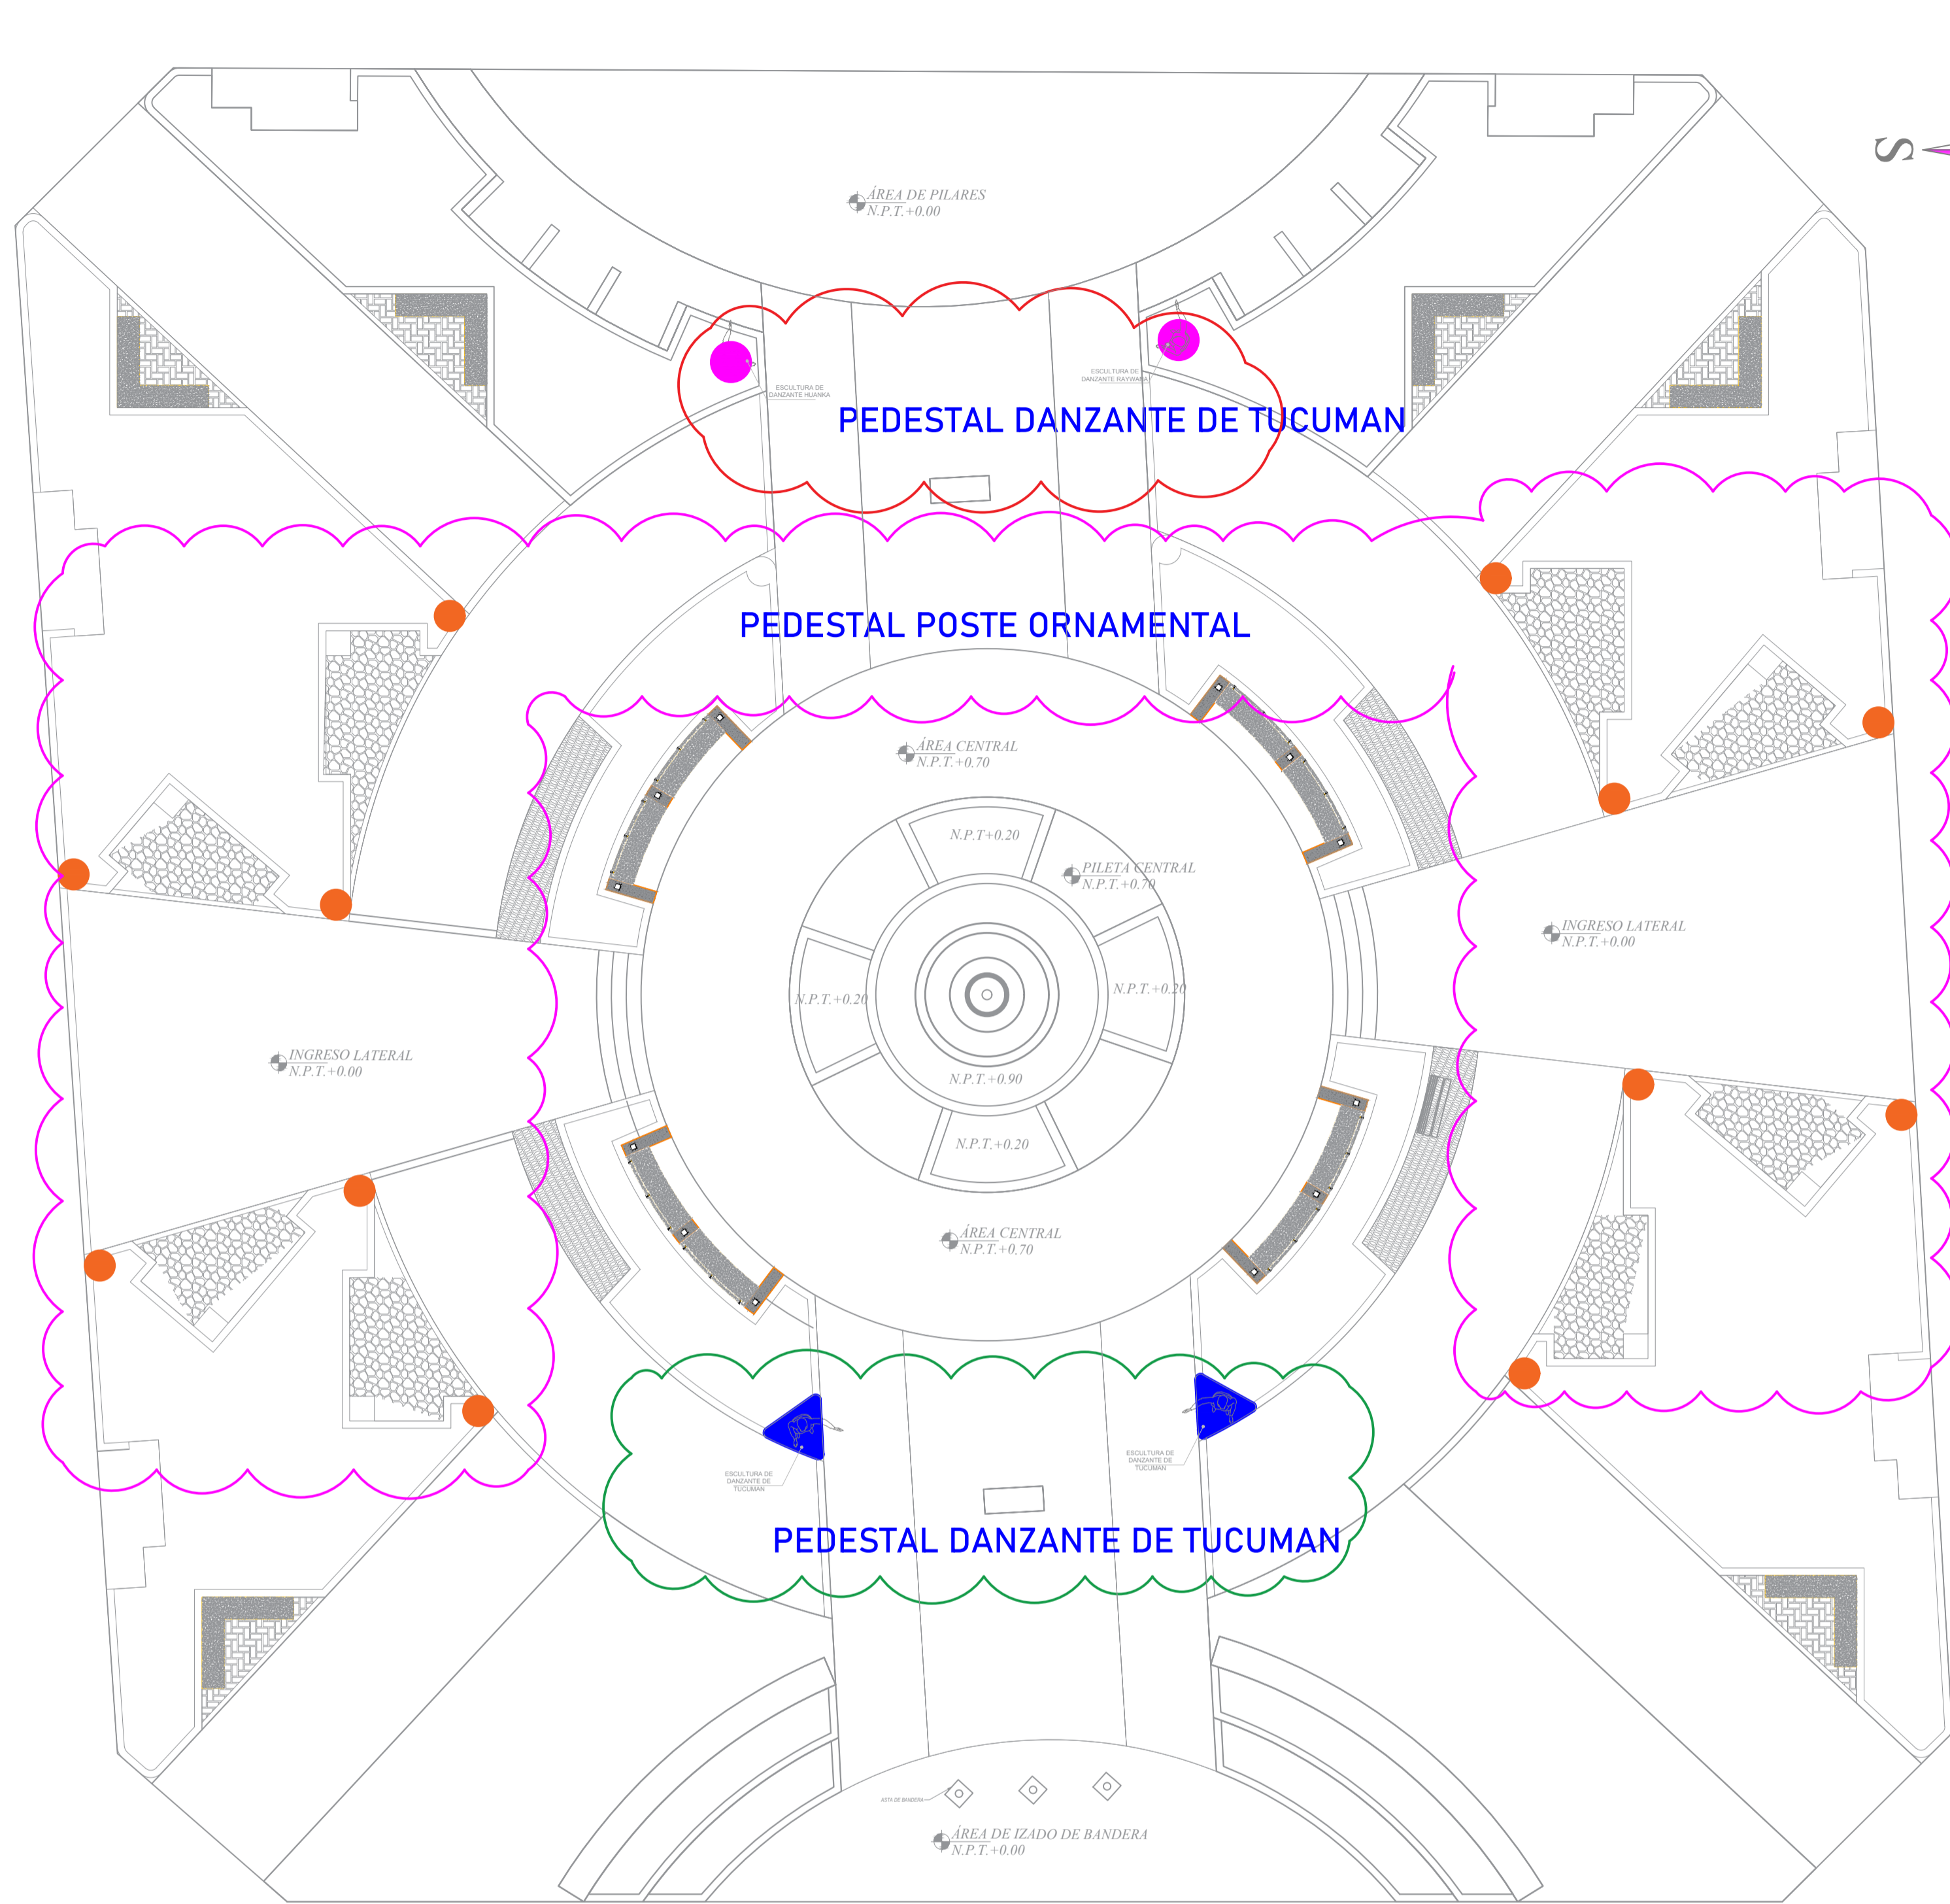 S
ÁREA DE PILARES
N.P.T.+0.00
ESCULTURA DE
DANZANTE HUANKA
ESCULTURA DE
DANZANTE RAYWANA
PEDESTAL DANZANTE DE TUCUMAN
PEDESTAL POSTE ORNAMENTAL
ÁREA CENTRAL
N.P.T.+0.70
N.P.T+0.20
PILETA CENTRAL
N.P.T.+0.70
INGRESO LATERAL
N.P.T.+0.00
N.P.T.+0.20
N.P.T.+0.20
INGRESO LATERAL
N.P.T.+0.00
N.P.T.+0.90
N.P.T.+0.20
ÁREA CENTRAL
N.P.T.+0.70
ESCULTURA DE
DANZANTE DE
TUCUMAN
ESCULTURA DE
DANZANTE DE
TUCUMAN
PEDESTAL DANZANTE DE TUCUMAN
ASTA DE BANDERA
ÁREA DE IZADO DE BANDERA
N.P.T.+0.00